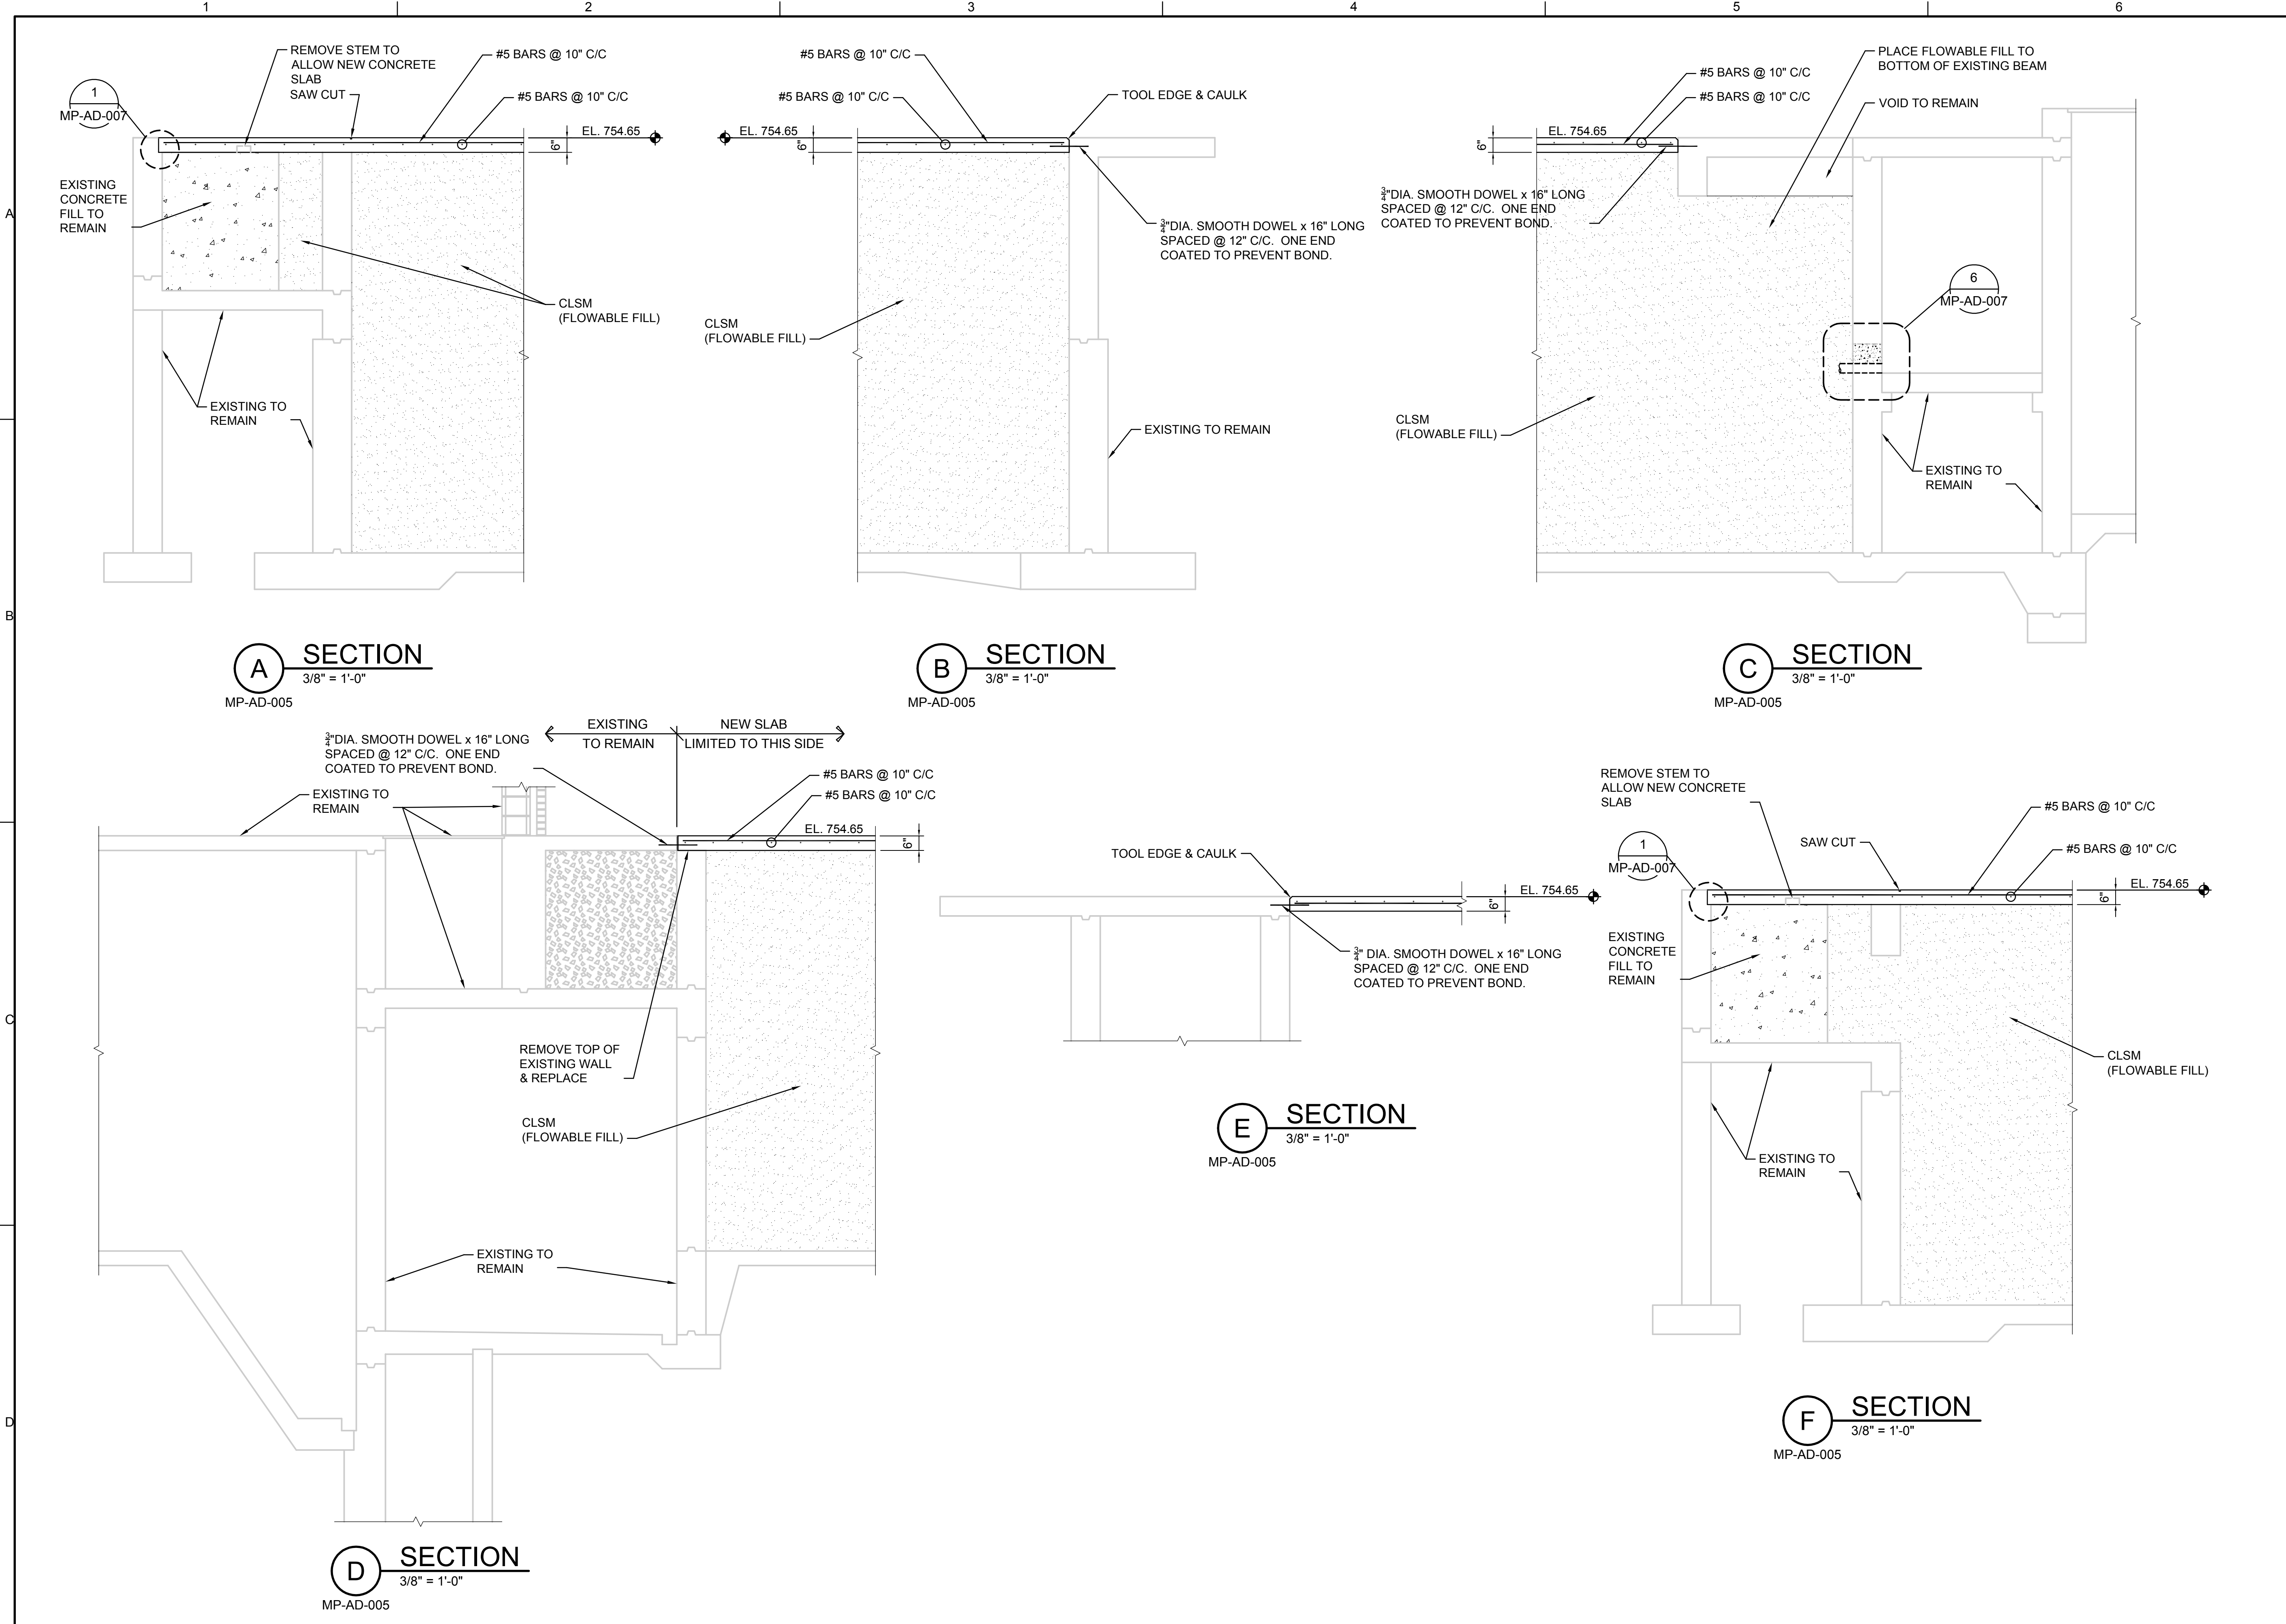 1
2
3
4
5
6
A
B
C
D
REMOVE STEM TO
ALLOW NEW CONCRETE
SLAB
SAW CUT
#5 BARS @ 10" C/C
#5 BARS @ 10" C/C
1
MP-AD-007
EL. 754.65
6"
EXISTING
CONCRETE
FILL TO
REMAIN
CLSM
(FLOWABLE FILL)
EXISTING TO
REMAIN
A
SECTION
3/8" = 1'-0"
MP-AD-005
#5 BARS @ 10" C/C
#5 BARS @ 10" C/C
TOOL EDGE & CAULK
EL. 754.65
6"
3/4"DIA. SMOOTH DOWEL x 16" LONG
SPACED @ 12" C/C. ONE END
COATED TO PREVENT BOND.
CLSM
(FLOWABLE FILL)
EXISTING TO REMAIN
B
SECTION
3/8" = 1'-0"
MP-AD-005
PLACE FLOWABLE FILL TO
BOTTOM OF EXISTING BEAM
#5 BARS @ 10" C/C
#5 BARS @ 10" C/C
VOID TO REMAIN
EL. 754.65
6"
3/4"DIA. SMOOTH DOWEL x 16" LONG
SPACED @ 12" C/C. ONE END
COATED TO PREVENT BOND.
6
MP-AD-007
CLSM
(FLOWABLE FILL)
EXISTING TO
REMAIN
C
SECTION
3/8" = 1'-0"
MP-AD-005
EXISTING
TO REMAIN
NEW SLAB
LIMITED TO THIS SIDE
3/4"DIA. SMOOTH DOWEL x 16" LONG
SPACED @ 12" C/C. ONE END
COATED TO PREVENT BOND.
#5 BARS @ 10" C/C
#5 BARS @ 10" C/C
EXISTING TO
REMAIN
EL. 754.65
6"
REMOVE TOP OF
EXISTING WALL
& REPLACE
CLSM
(FLOWABLE FILL)
EXISTING TO
REMAIN
D
SECTION
3/8" = 1'-0"
MP-AD-005
TOOL EDGE & CAULK
EL. 754.65
6"
3/4" DIA. SMOOTH DOWEL x 16" LONG
SPACED @ 12" C/C. ONE END
COATED TO PREVENT BOND.
E
SECTION
3/8" = 1'-0"
MP-AD-005
REMOVE STEM TO
ALLOW NEW CONCRETE
SLAB
#5 BARS @ 10" C/C
SAW CUT
#5 BARS @ 10" C/C
1
MP-AD-007
EL. 754.65
6"
EXISTING
CONCRETE
FILL TO
REMAIN
CLSM
(FLOWABLE FILL)
EXISTING TO
REMAIN
F
SECTION
3/8" = 1'-0"
MP-AD-005